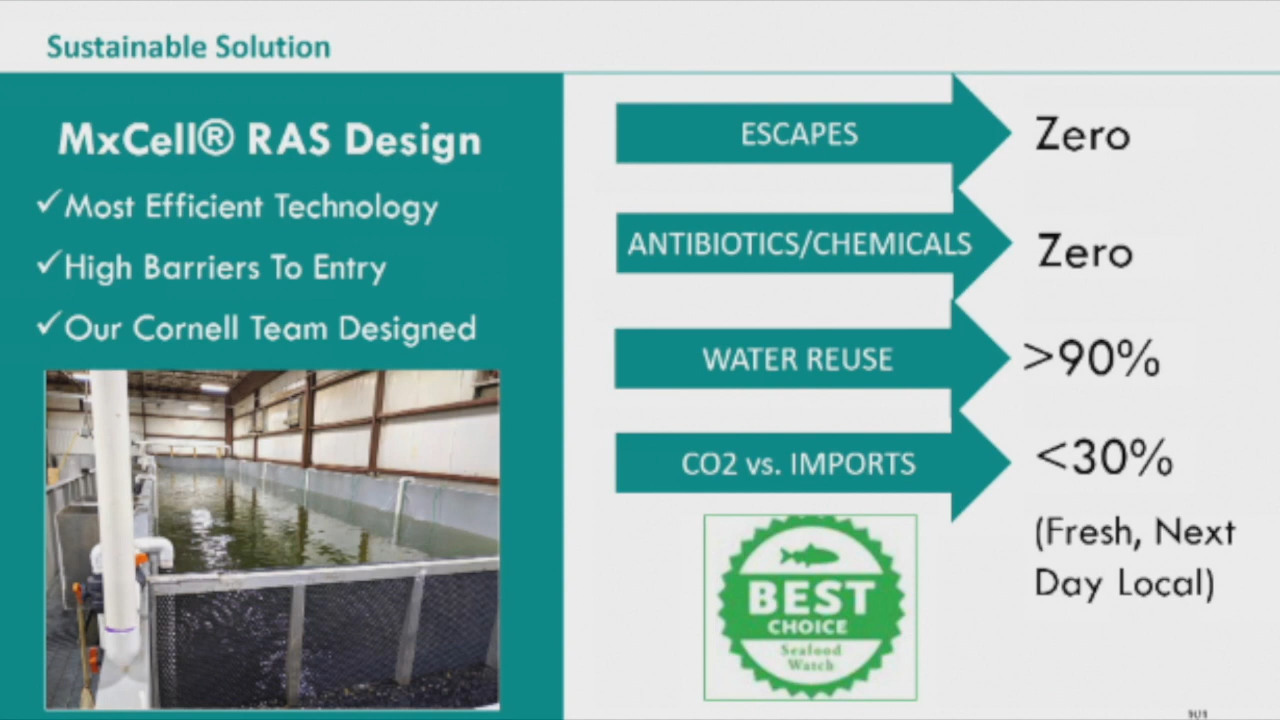 Sustainable Solution
MxCell® RAS Design
✓Most Efficient Technology
✓High Barriers To Entry
✓Our Cornell Team Designed
ESCAPES
Zero
ANTIBIOTICS/CHEMICALS
Zero
WATER REUSE
>90%
CO2 vs. IMPORTS
<30%
(Fresh, Next
Day Local)
BEST
CHOICE
Seafood
Watch